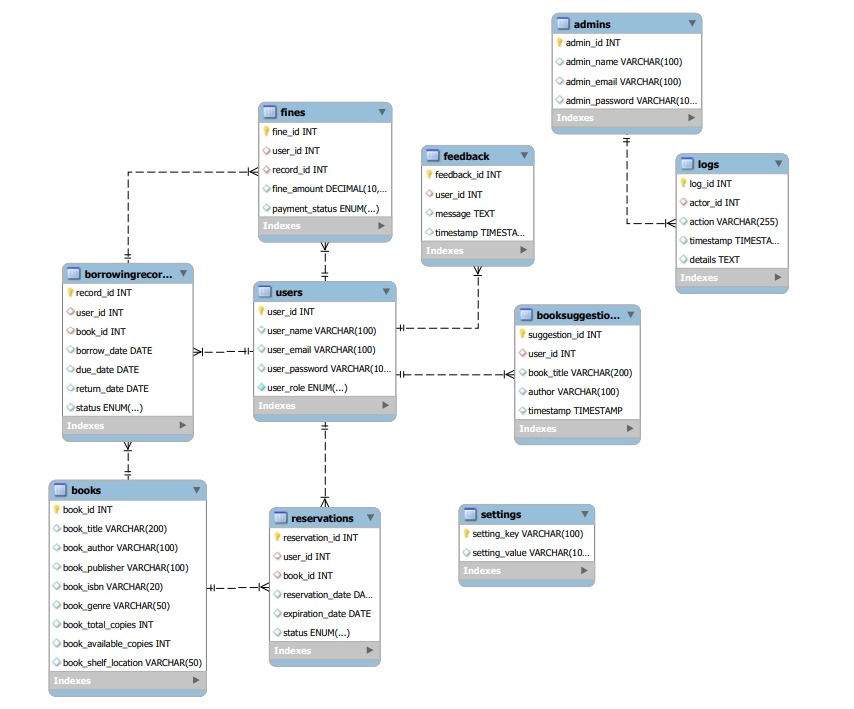 admins
admin_id INT
admin_name VARCHAR(100)
admin_email VARCHAR(100)
admin_password VARCHAR(10...
Indexes
fines
fine_id INT
user_id INT
record_id INT
fine_amount DECIMAL(10,...
payment_status ENUM(...)
Indexes
feedback
feedback_id INT
user_id INT
message TEXT
timestamp TIMESTA...
Indexes
logs
log_id INT
actor_id INT
action VARCHAR(255)
timestamp TIMESTA...
details TEXT
Indexes
borrowingrecor...
record_id INT
user_id INT
book_id INT
borrow_date DATE
due_date DATE
return_date DATE
status ENUM(...)
Indexes
users
user_id INT
user_name VARCHAR(100)
user_email VARCHAR(100)
user_password VARCHAR(10...
user_role ENUM(...)
Indexes
booksuggestio...
suggestion_id INT
user_id INT
book_title VARCHAR(200)
author VARCHAR(100)
timestamp TIMESTAMP
Indexes
books
book_id INT
book_title VARCHAR(200)
book_author VARCHAR(100)
book_publisher VARCHAR(100)
book_isbn VARCHAR(20)
book_genre VARCHAR(50)
book_total_copies INT
book_available_copies INT
book_shelf_location VARCHAR(50)
Indexes
reservations
reservation_id INT
user_id INT
book_id INT
reservation_date DA...
expiration_date DATE
status ENUM(...)
Indexes
settings
setting_key VARCHAR(100)
setting_value VARCHAR(10...
Indexes